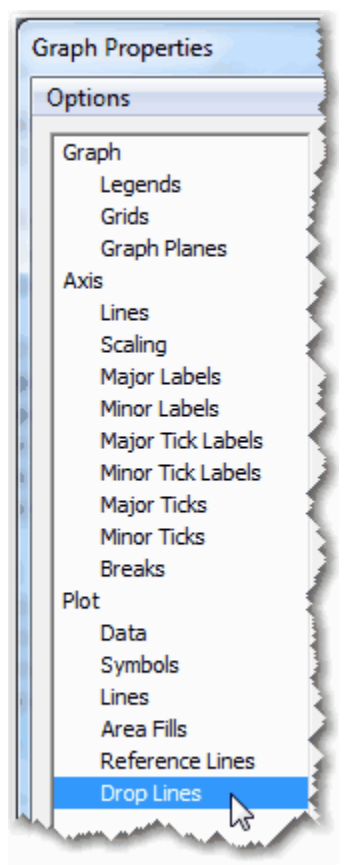 Graph Properties
Options
Graph
Legends
Grids
Graph Planes
Axis
Lines
Scaling
Major Labels
Minor Labels
Major Tick Labels
Minor Tick Labels
Major Ticks
Minor Ticks
Breaks
Plot
Data
Symbols
Lines
Area Fills
Reference Lines
Drop Lines